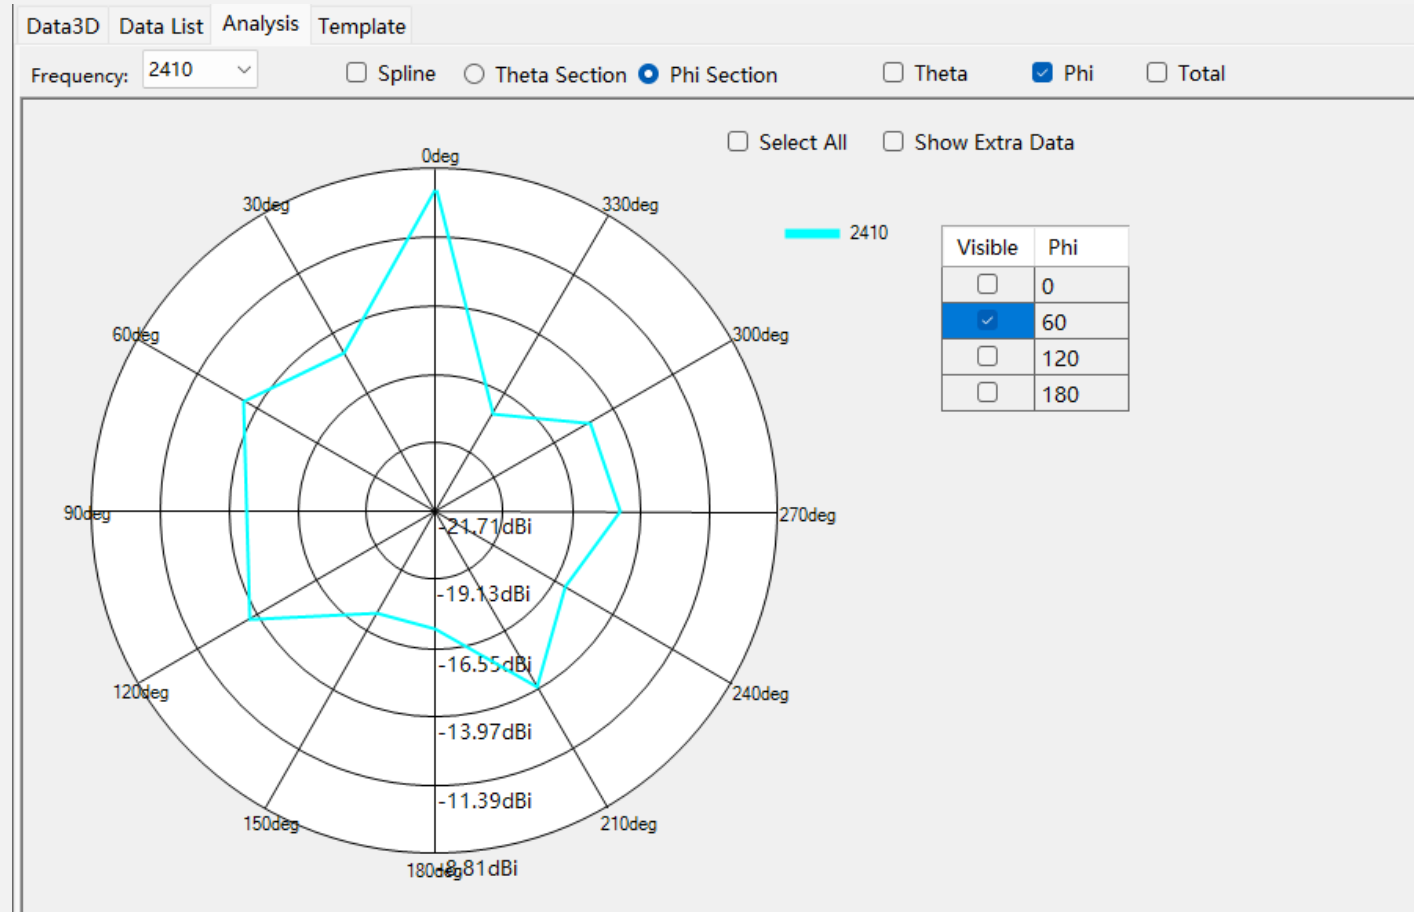 Data3D Data List Analysis Template
Frequency: 2410 Spline Theta Section Phi Section Theta Phi Total
Select All Show Extra Data
0deg
30deg 330deg
2410
Visible Phi
0
60
120
180
60deg 300deg
90deg 270deg
-21.71dBi
-19.13dBi
-16.55dBi
120deg 240deg
-13.97dBi
-11.39dBi
150deg 210deg
180deg -8.81dBi